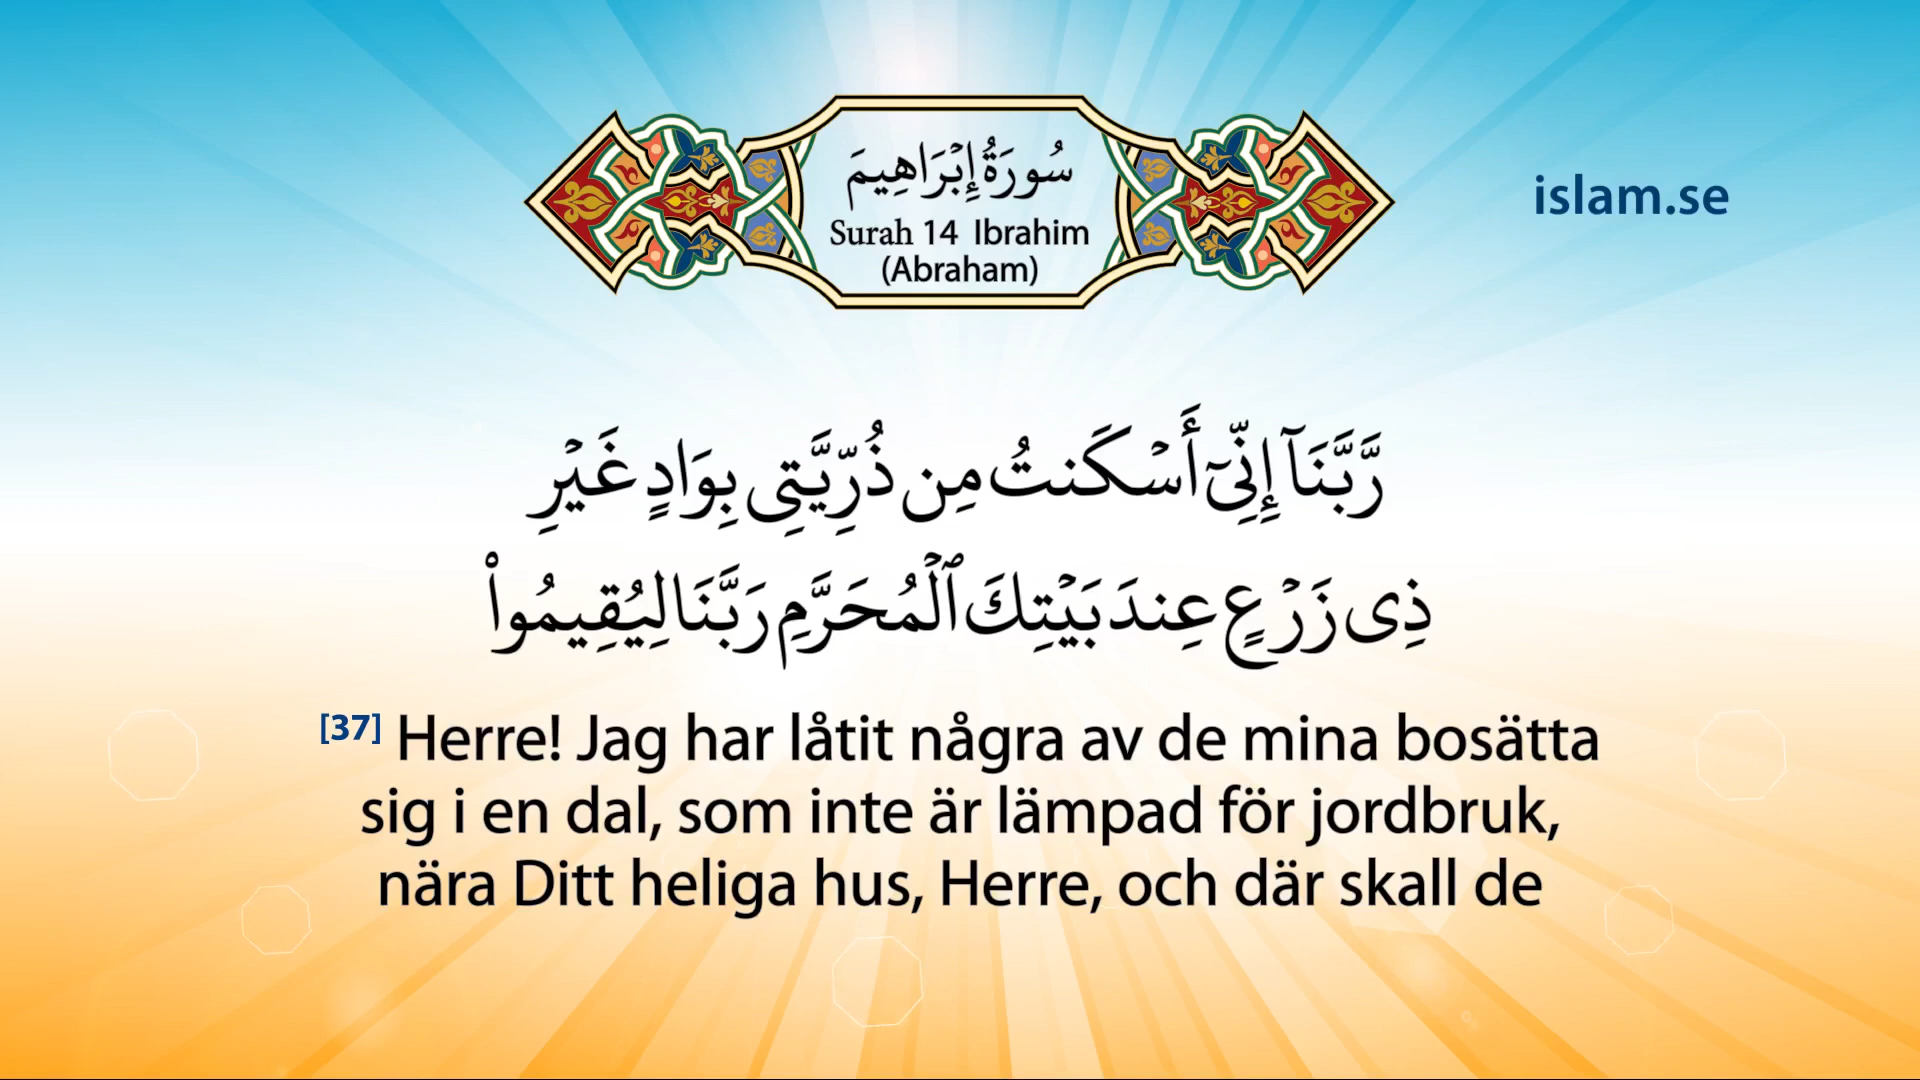 سُورَةُ إِبْرَاهِيمَ
Surah 14 Ibrahim
(Abraham)
islam.se
رَّبَّنَآ إِنِّىٓ أَسْكَنتُ مِن ذُرِّيَّتِى بِوَادٍ غَيْرِ
ذِى زَرْعٍ عِندَ بَيْتِكَ ٱلْمُحَرَّمِ رَبَّنَا لِيُقِيمُوا۟
[37] Herre! Jag har låtit några av de mina bosätta
sig i en dal, som inte är lämpad för jordbruk,
nära Ditt heliga hus, Herre, och där skall de